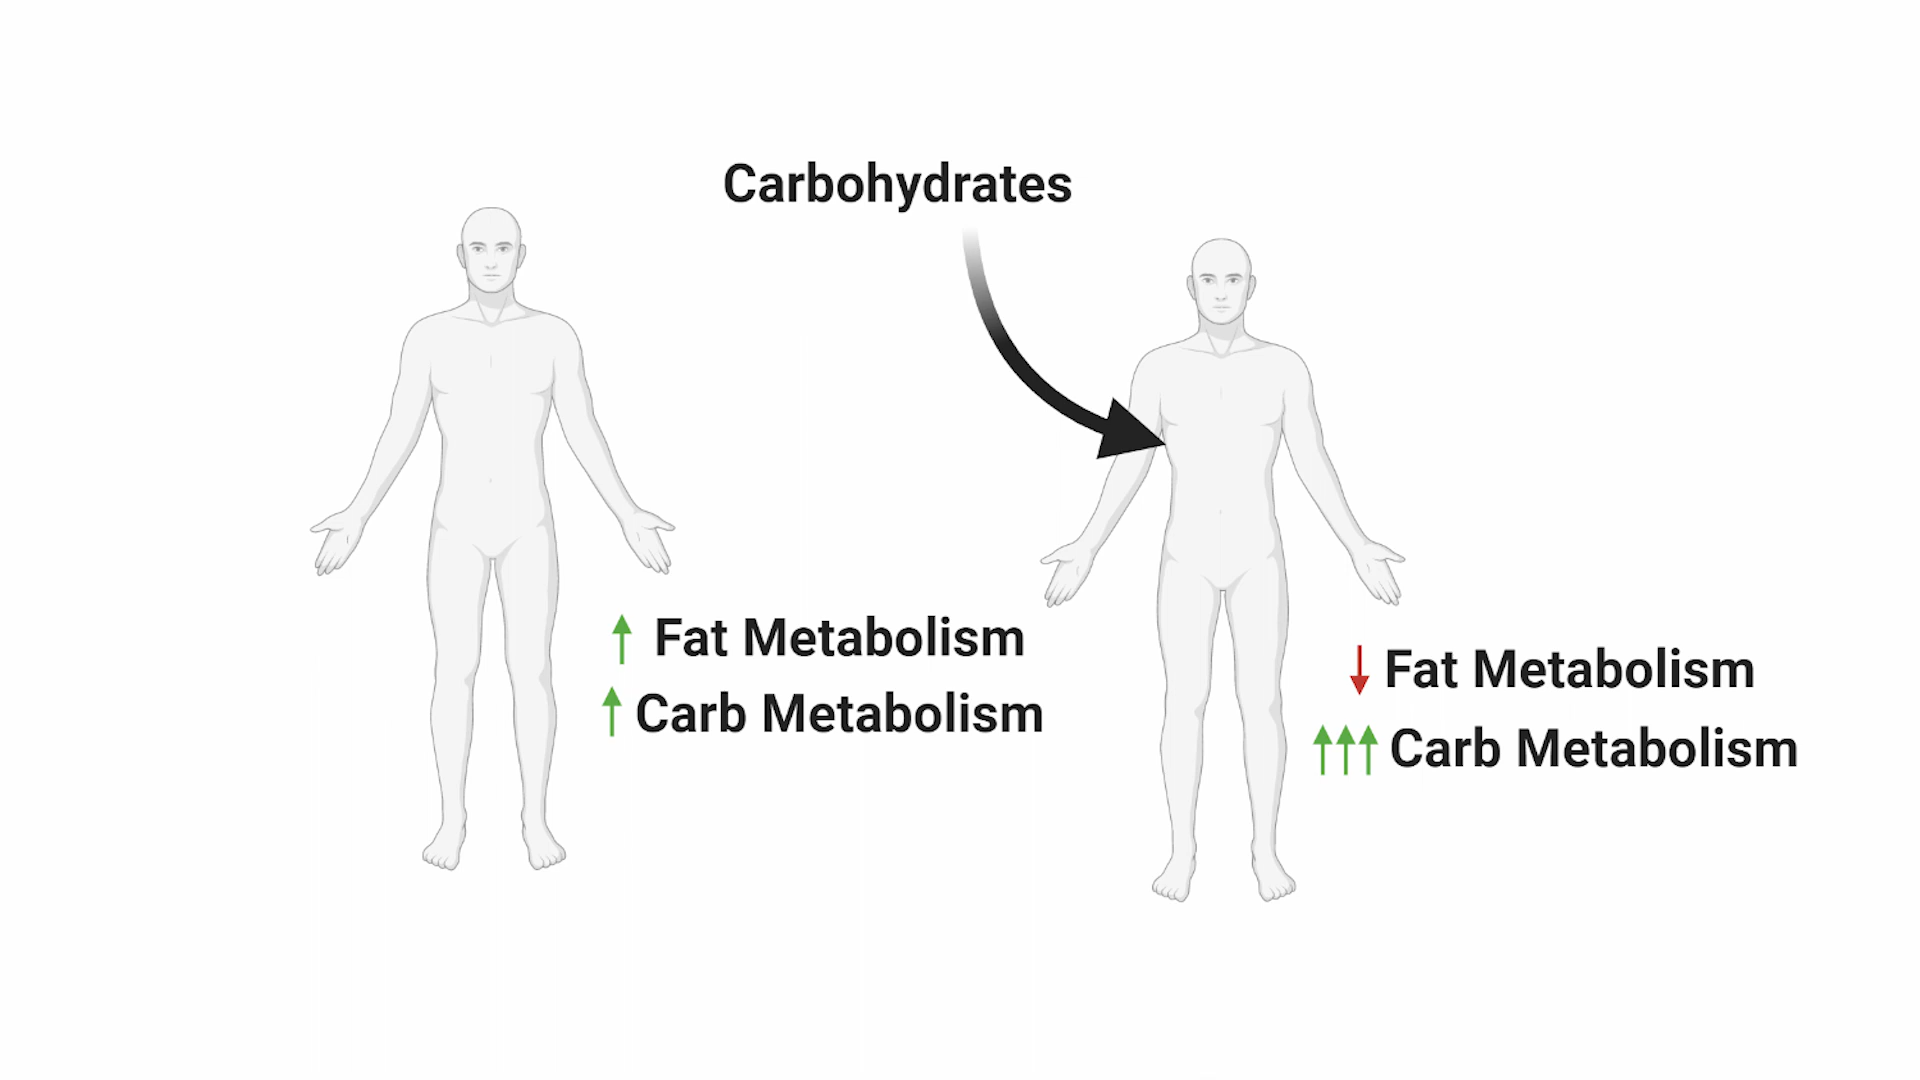 Carbohydrates
↑ Fat Metabolism
↑ Carb Metabolism
↓ Fat Metabolism
↑↑↑ Carb Metabolism